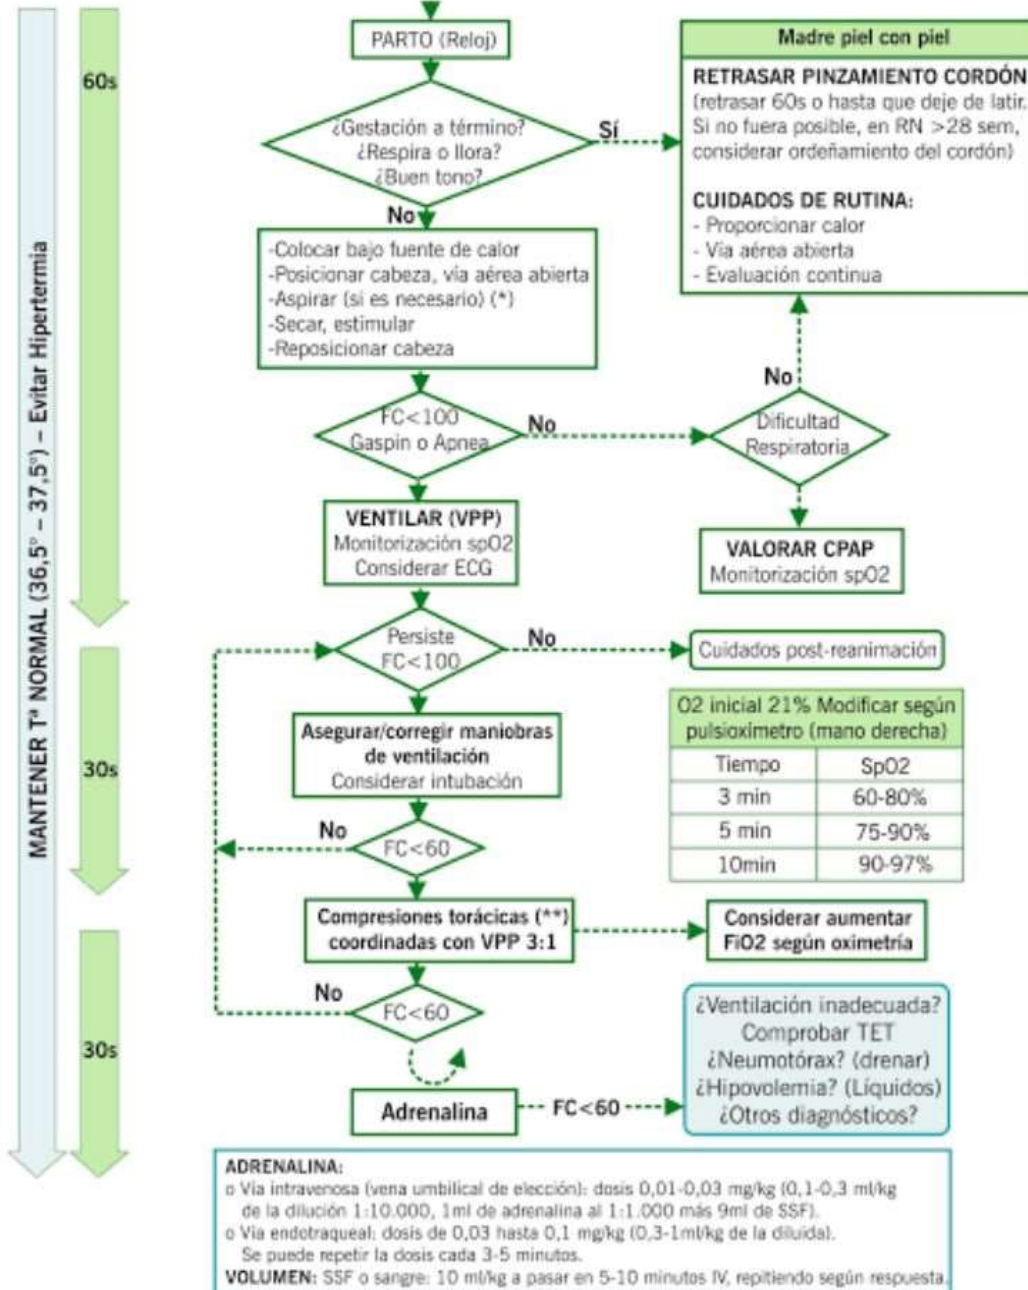 MANTENER Tª NORMAL (36,5º – 37,5º) – Evitar Hipertermia
60s
30s
30s
PARTO (Reloj)
¿Gestación a término?
¿Respira o llora?
¿Buen tono?
Sí
Madre piel con piel
RETRASAR PINZAMIENTO CORDÓN
(retrasar 60s o hasta que deje de latir.
Si no fuera posible, en RN >28 sem,
considerar ordeñamiento del cordón)
CUIDADOS DE RUTINA:
- Proporcionar calor
- Vía aérea abierta
- Evaluación continua
No
-Colocar bajo fuente de calor
-Posicionar cabeza, vía aérea abierta
-Aspirar (si es necesario) (*)
-Secar, estimular
-Reposicionar cabeza
FC<100
Gaspin o Apnea
No
Dificultad
Respiratoria
No
VENTILAR (VPP)
Monitorización spO2
Considerar ECG
VALORAR CPAP
Monitorización spO2
Persiste
FC<100
No
Cuidados post-reanimación
Asegurar/corregir maniobras
de ventilación
Considerar intubación
O2 inicial 21% Modificar según
pulsioximetro (mano derecha)
Tiempo SpO2
3 min 60-80%
5 min 75-90%
10min 90-97%
No
FC<60
Compresiones torácicas (**)
coordinadas con VPP 3:1
Considerar aumentar
FiO2 según oximetría
No
FC<60
Adrenalina
FC<60
¿Ventilación inadecuada?
Comprobar TET
¿Neumotórax? (drenar)
¿Hipovolemia? (Líquidos)
¿Otros diagnósticos?
ADRENALINA:
o Via intravenosa (vena umbilical de elección): dosis 0,01-0,03 mg/kg (0,1-0,3 ml/kg
de la dilución 1:10.000, 1ml de adrenalina al 1:1.000 más 9ml de SSF).
o Via endotraqueal: dosis de 0,03 hasta 0,1 mg/kg (0,3-1ml/kg de la diluida).
Se puede repetir la dosis cada 3-5 minutos.
VOLUMEN: SSF o sangre: 10 ml/kg a pasar en 5-10 minutos IV, repitiendo según respuesta.